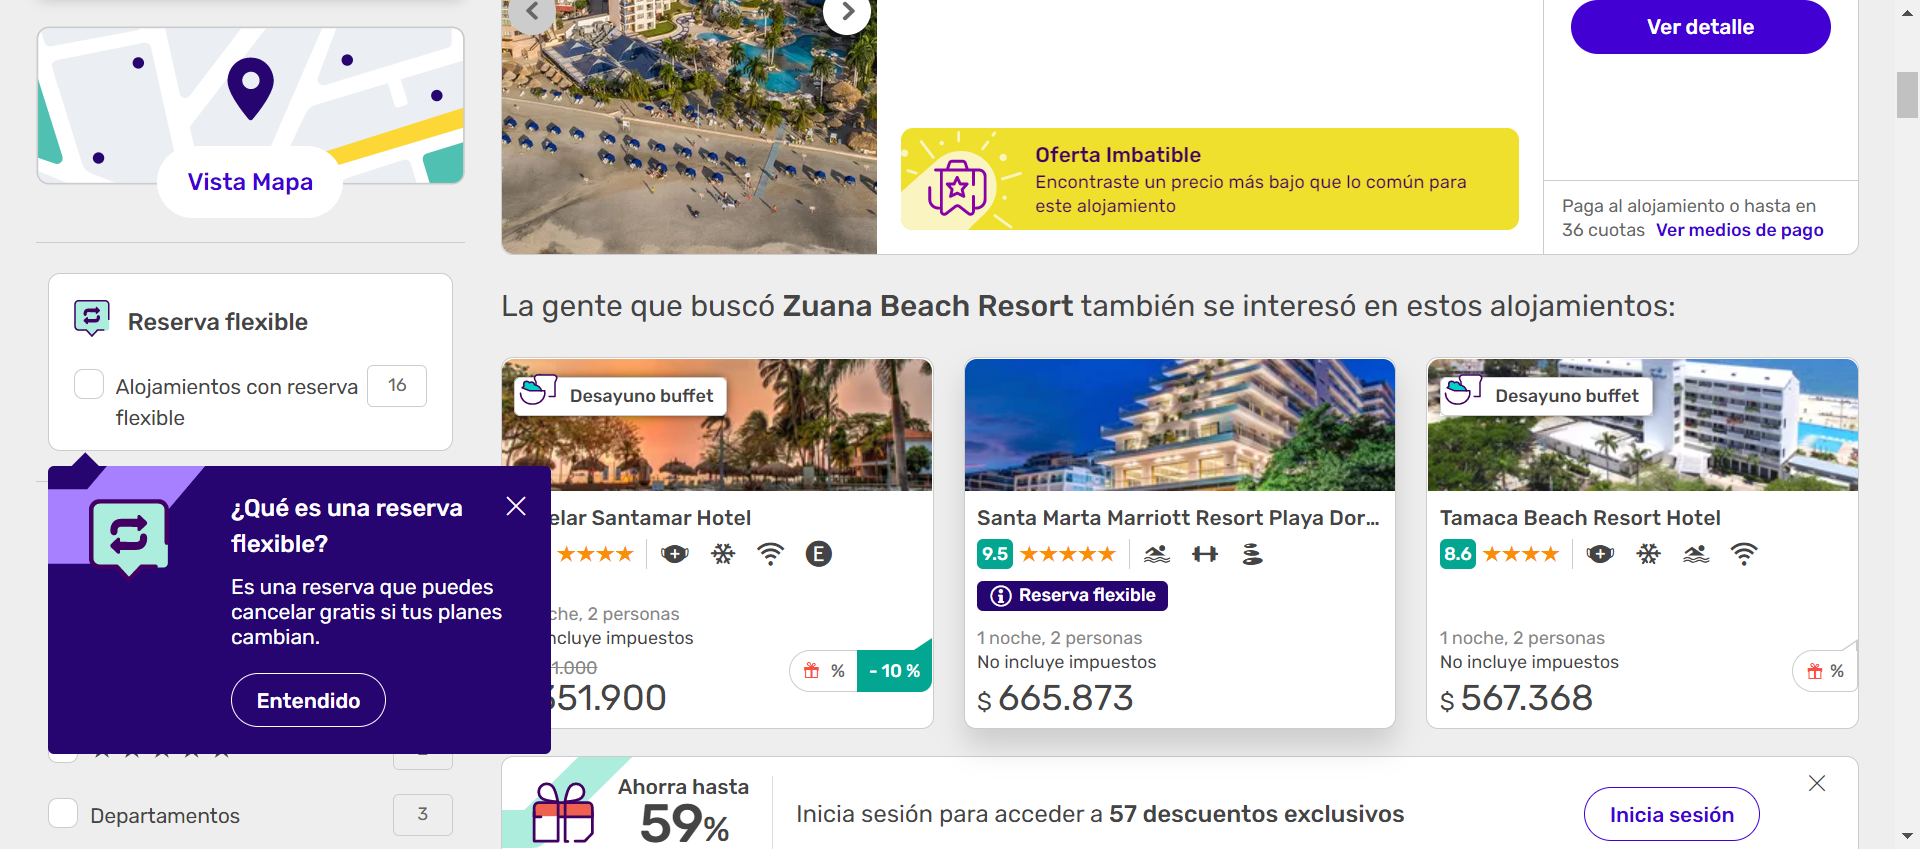 Ver detalle
Vista Mapa
Oferta Imbatible
Encontraste un precio más bajo que lo común para
este alojamiento
Paga al alojamiento o hasta en
36 cuotas Ver medios de pago
Reserva flexible
Alojamientos con reserva
flexible
16
¿Qué es una reserva
flexible?
Es una reserva que puedes
cancelar gratis si tus planes
cambian.
Entendido
Departamentos
3
La gente que buscó Zuana Beach Resort también se interesó en estos alojamientos:
Desayuno buffet
elar Santamar Hotel
E
che, 2 personas
ncluye impuestos
1.000
351.900
%
- 10 %
Santa Marta Marriott Resort Playa Dor...
9.5
Reserva flexible
1 noche, 2 personas
No incluye impuestos
$ 665.873
Desayuno buffet
Tamaca Beach Resort Hotel
8.6
1 noche, 2 personas
No incluye impuestos
$ 567.368
%
Ahorra hasta
59%
Inicia sesión para acceder a 57 descuentos exclusivos
Inicia sesión